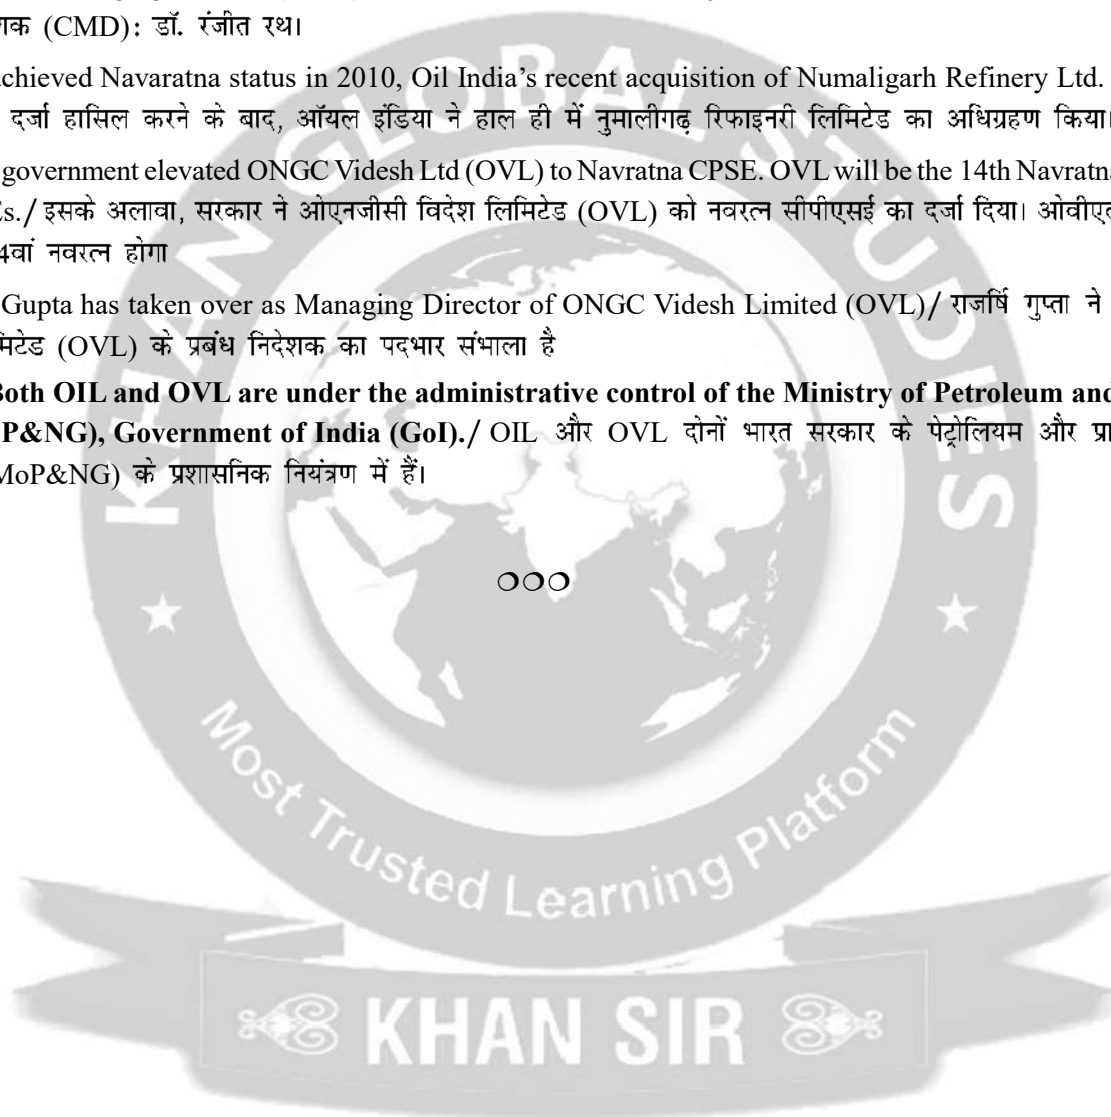 शक (CMD): डॉ. रंजीत रथ।
chieved Navaratna status in 2010, Oil India's recent acquisition of Numaligarh Refinery Ltd.
दर्जा हासिल करने के बाद, ऑयल इंडिया ने हाल ही में नुमालीगढ़ रिफाइनरी लिमिटेड का अधिग्रहण किया।
government elevated ONGC Videsh Ltd (OVL) to Navratna CPSE. OVL will be the 14th Navratna
Es./ इसके अलावा, सरकार ने ओएनजीसी विदेश लिमिटेड (OVL) को नवरत्न सीपीएसई का दर्जा दिया। ओवीएल
4वां नवरत्न होगा
Gupta has taken over as Managing Director of ONGC Videsh Limited (OVL)/ राजर्षि गुप्ता ने
मिटेड (OVL) के प्रबंध निदेशक का पदभार संभाला है
Both OIL and OVL are under the administrative control of the Ministry of Petroleum and
P&NG), Government of India (GoI)./ OIL और OVL दोनों भारत सरकार के पेट्रोलियम और प्रा
MoP&NG) के प्रशासनिक नियंत्रण में हैं।
❍❍❍
KHAN GLOBAL STUDIES
Most Trusted Learning Platform
KHAN SIR